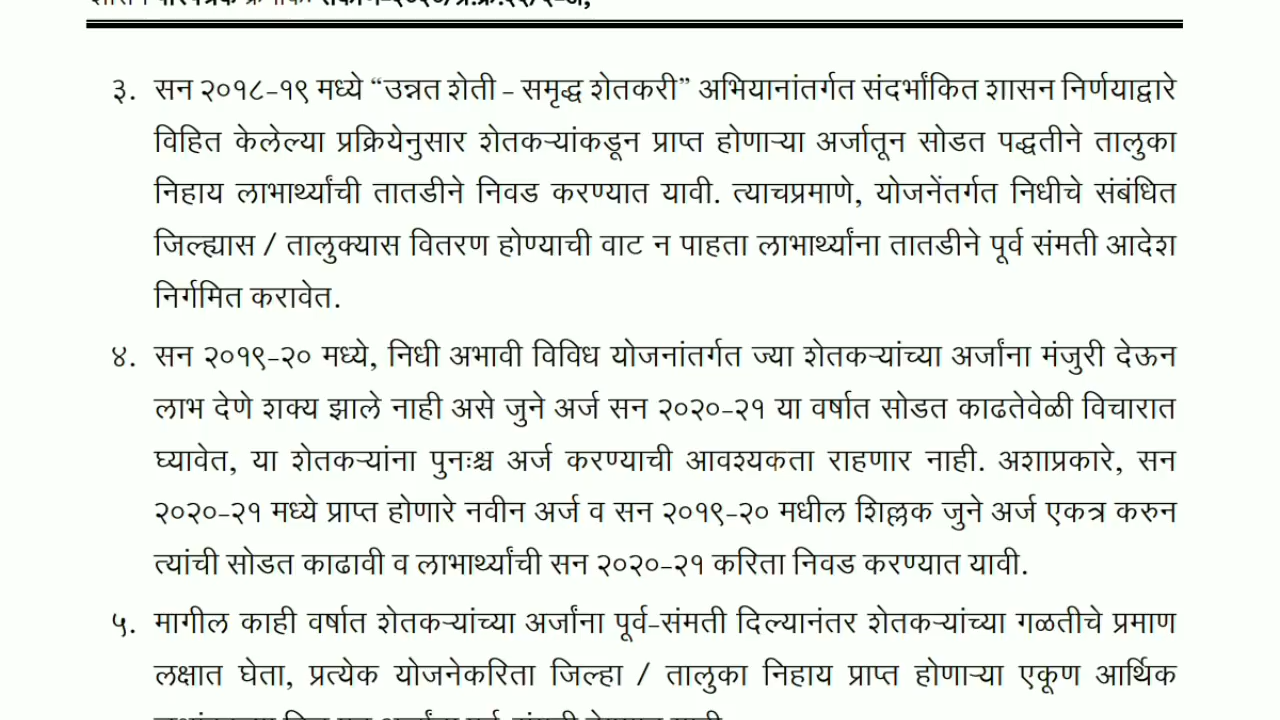 ३. सन २०१८-१९ मध्ये “उन्नत शेती - समृद्ध शेतकरी” अभियानांतर्गत संदर्भांकित शासन निर्णयाद्वारे
विहित केलेल्या प्रक्रियेनुसार शेतकऱ्यांकडून प्राप्त होणाऱ्या अर्जातून सोडत पद्धतीने तालुका
निहाय लाभार्थ्यांची तातडीने निवड करण्यात यावी. त्याचप्रमाणे, योजनेंतर्गत निधीचे संबंधित
जिल्ह्यास / तालुक्यास वितरण होण्याची वाट न पाहता लाभार्थ्यांना तातडीने पूर्व संमती आदेश
निर्गमित करावेत.
४. सन २०१९-२० मध्ये, निधी अभावी विविध योजनांतर्गत ज्या शेतकऱ्यांच्या अर्जांना मंजुरी देऊन
लाभ देणे शक्य झाले नाही असे जुने अर्ज सन २०२०-२१ या वर्षात सोडत काढतेवेळी विचारात
घ्यावेत, या शेतकऱ्यांना पुनःश्च अर्ज करण्याची आवश्यकता राहणार नाही. अशाप्रकारे, सन
२०२०-२१ मध्ये प्राप्त होणारे नवीन अर्ज व सन २०१९-२० मधील शिल्लक जुने अर्ज एकत्र करुन
त्यांची सोडत काढावी व लाभार्थ्यांची सन २०२०-२१ करिता निवड करण्यात यावी.
५. मागील काही वर्षात शेतकऱ्यांच्या अर्जांना पूर्व-संमती दिल्यानंतर शेतकऱ्यांच्या गळतीचे प्रमाण
लक्षात घेता, प्रत्येक योजनेकरिता जिल्हा / तालुका निहाय प्राप्त होणाऱ्या एकूण आर्थिक